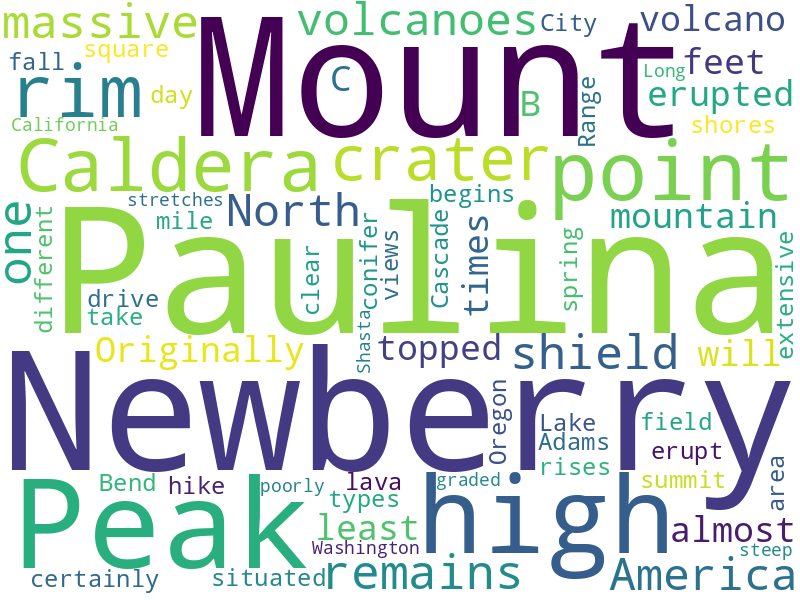 massive
volcanoes
City
volcano
square
Mount
fall
rim
day
C
B
Range
feet
Long
erupted
California
shores
Caldera
crater
point
stretches
begins
one
different
mile
North
clear
conifer
views
Cascade
times
spring
mountain
extensive
Paulina
drive
take
Shasta
Originally
topped
shield
will
Newberry
Oregon
Lake
Adams
field
erupt
rises
summit
area
Peak
Bend
hike
poorly
lava
types
graded
high
least
almost
Washington
steep
certainly
situated
remains
America